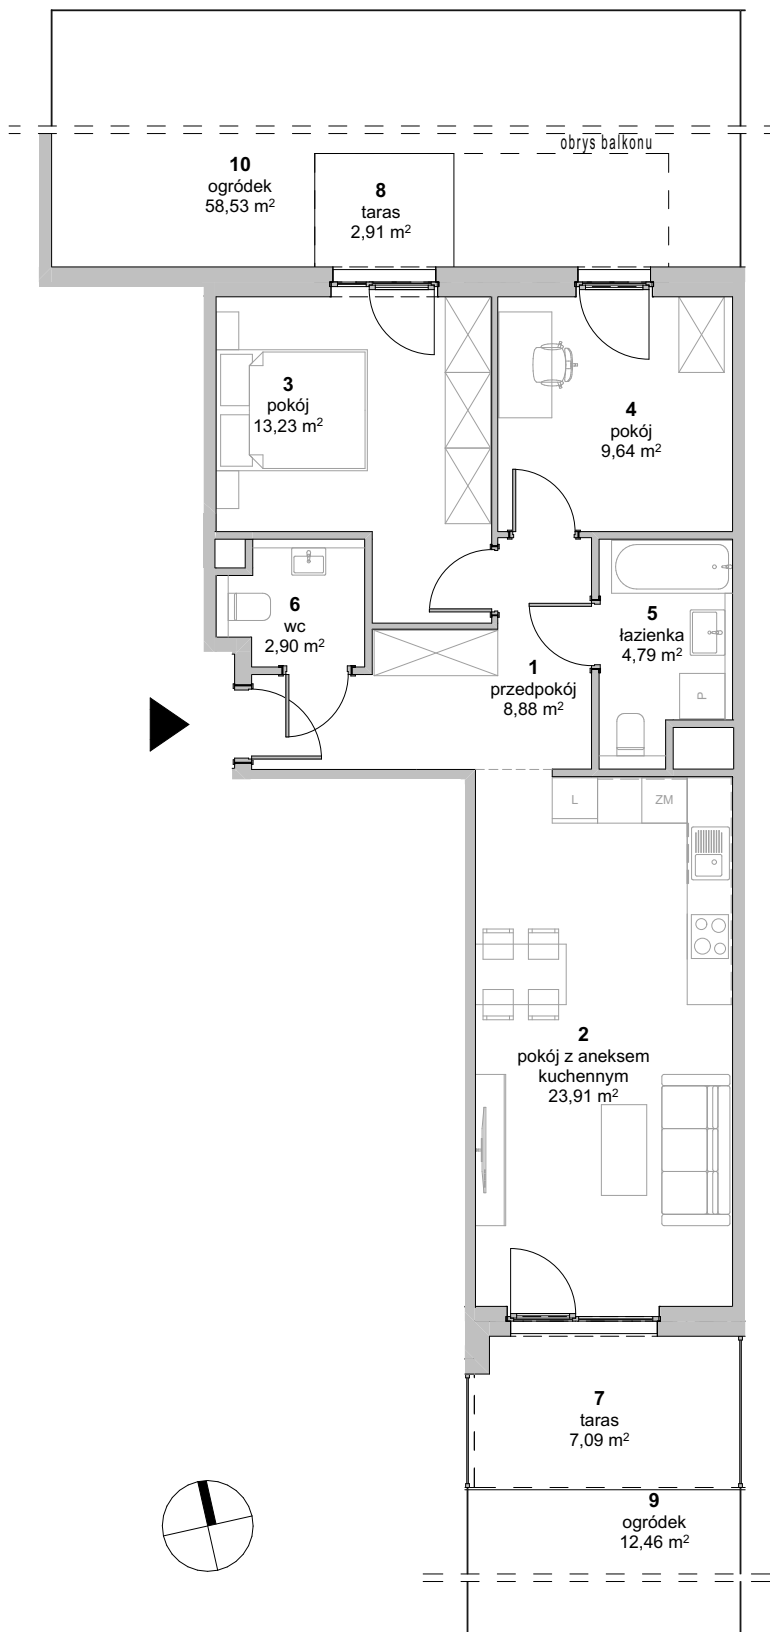 obrys balkonu
10
ogródek
58,53 m²
8
taras
2,91 m²
3
pokój
13,23 m²
4
pokój
9,64 m²
6
wc
2,90 m²
5
łazienka
4,79 m²
1
przedpokój
8,88 m²
P
L
ZM
2
pokój z aneksem
kuchennym
23,91 m²
7
taras
7,09 m²
9
ogródek
12,46 m²